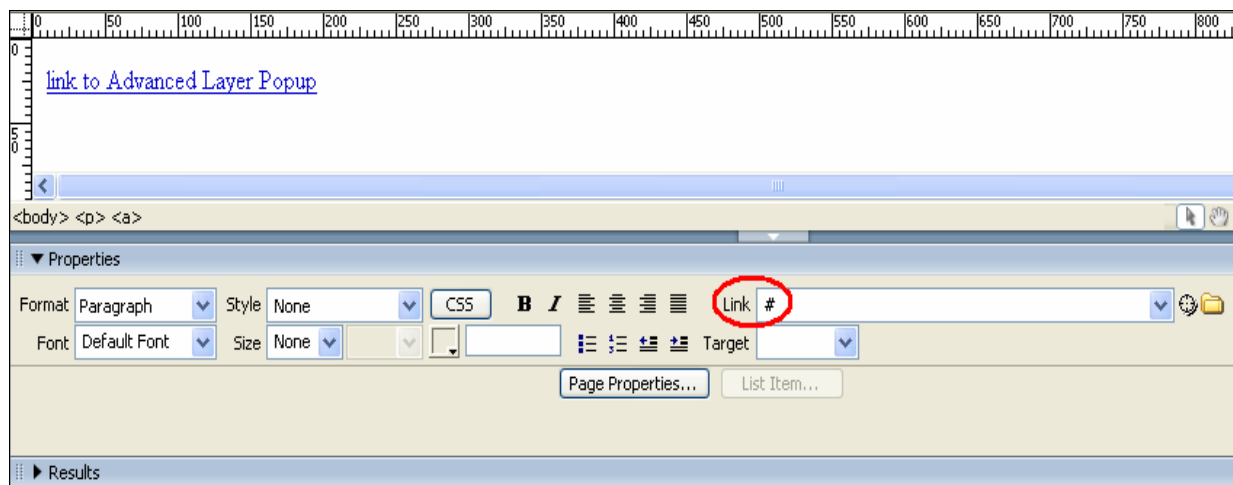 0 50 100 150 200 250 300 350 400 450 500 550 600 650 700 750 800
0
link to Advanced Layer Popup
50
<body> <p> <a>
Properties
Format Paragraph Style None CSS B I Link #
Font Default Font Size None Target
Page Properties... List Item...
Results